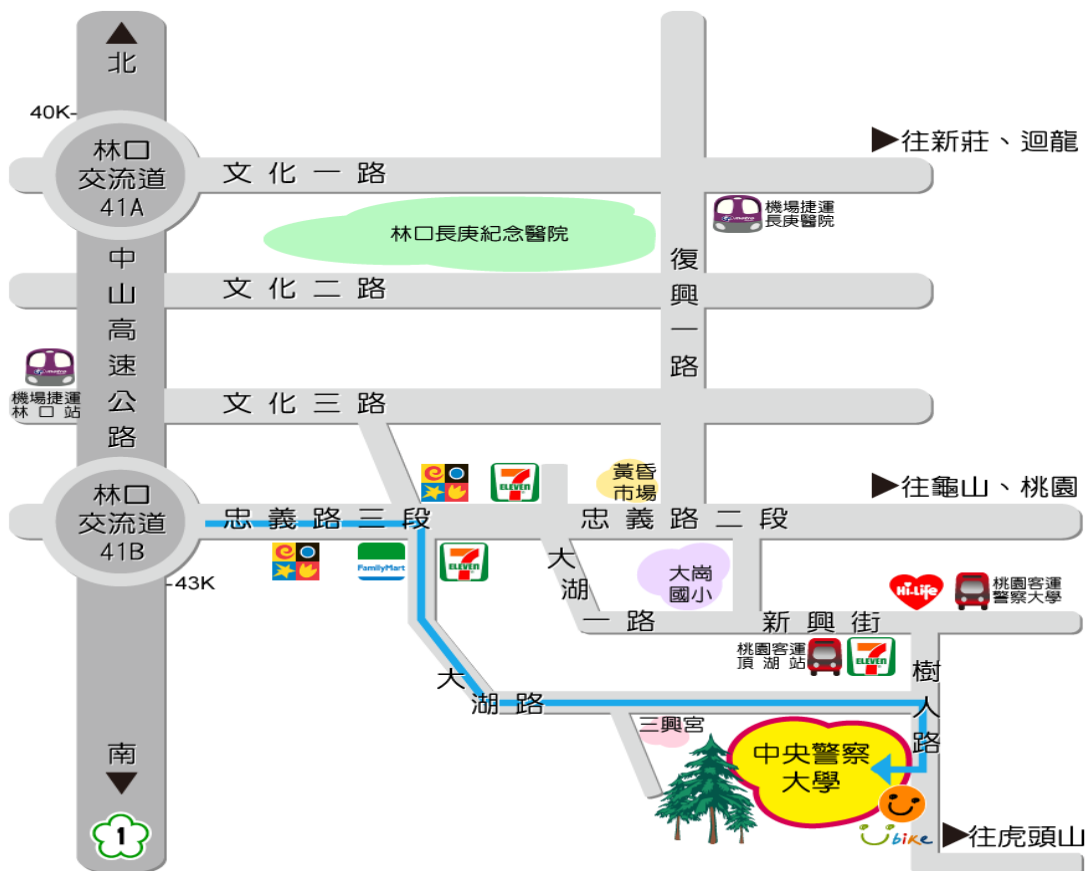 北
40K
林口
交流道
41A
文化一路
往新莊、迴龍
機場捷運
長庚醫院
林口長庚紀念醫院
中山高速公路
文化二路
復興一路
機場捷運
林口站
文化三路
7
ELEVEN
黃昏
市場
往龜山、桃園
林口
交流道
41B
忠義路三段
忠義路二段
FamilyMart
7
ELEVEN
43K
大湖一路
大崗
國小
Hi-Life
桃園客運
警察大學
新興街
桃園客運
頂湖站
7
ELEVEN
樹人路
大湖路
三興宮
中央警察
大學
南
1
Ubike
往虎頭山